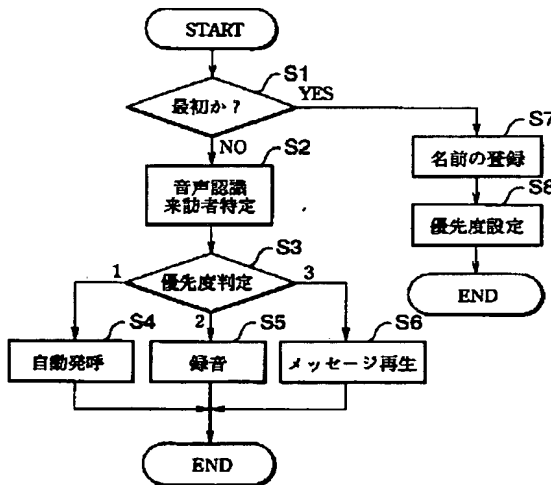 START
S1
最初か?
YES
S7
NO
S2
名前の登録
音声認識
来訪者特定
S8
優先度設定
S3
1
優先度判定
3
END
S4
2
S5
S6
自動発呼
録音
メッセージ再生
END